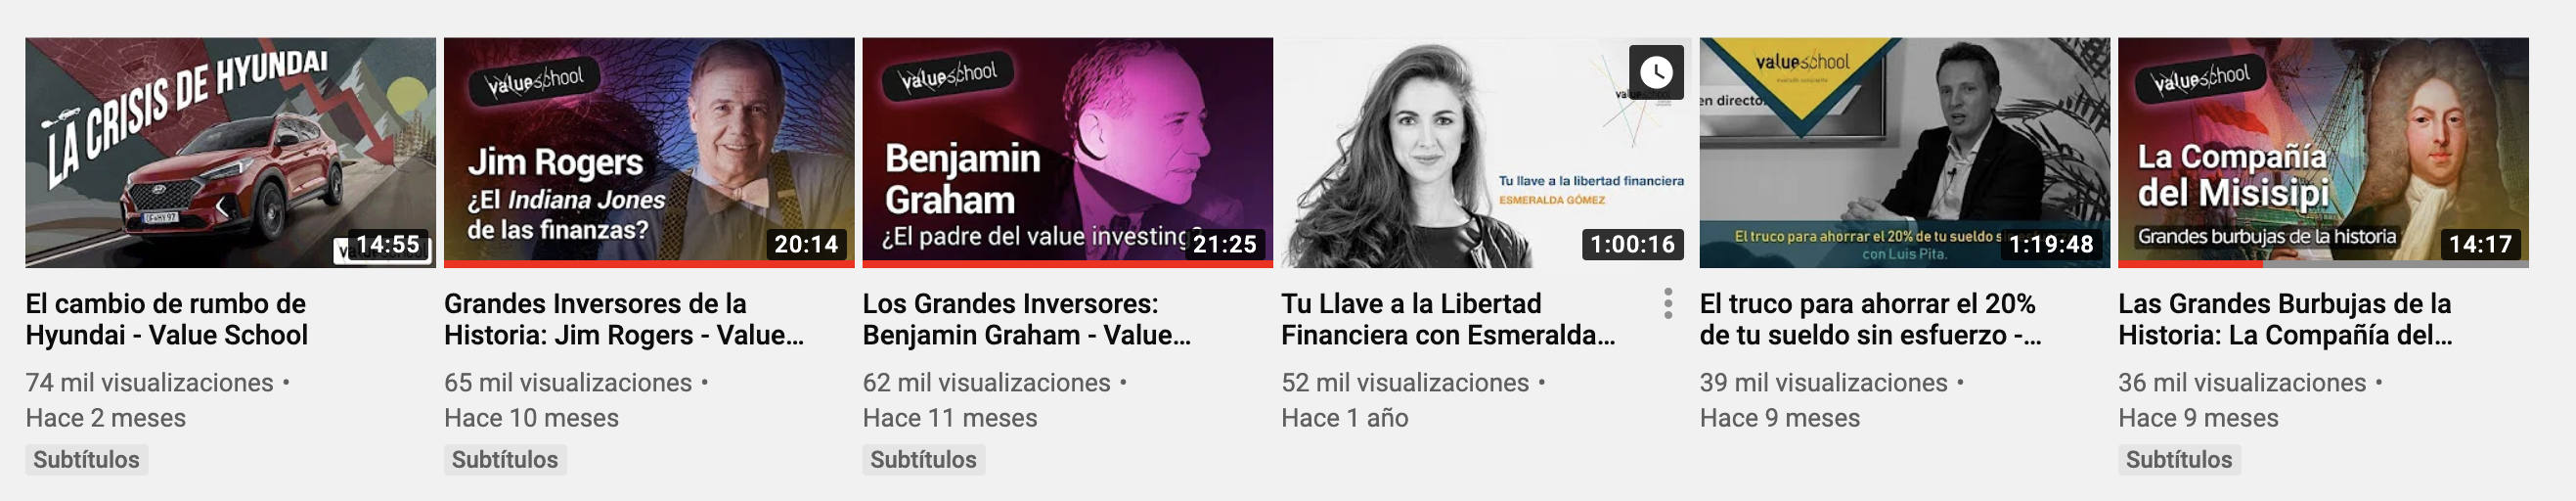 LA CRISIS DE HYUNDAI
14:55
valueschool
Jim Rogers
¿El Indiana Jones
de las finanzas?
20:14
valueschool
Benjamin
Graham
¿El padre del value investing?
21:25
Tu llave a la libertad financiera
ESMERALDA GÓMEZ
1:00:16
valueschool
en directo
El truco para ahorrar el 20% de tu sueldo
con Luis Pita.
1:19:48
valueschool
La Compañía
del Misisipi
Grandes burbujas de la historia
14:17
El cambio de rumbo de
Hyundai - Value School
74 mil visualizaciones •
Hace 2 meses
Subtítulos
Grandes Inversores de la
Historia: Jim Rogers - Value...
65 mil visualizaciones •
Hace 10 meses
Subtítulos
Los Grandes Inversores:
Benjamin Graham - Value...
62 mil visualizaciones •
Hace 11 meses
Subtítulos
Tu Llave a la Libertad
Financiera con Esmeralda...
52 mil visualizaciones •
Hace 1 año
El truco para ahorrar el 20%
de tu sueldo sin esfuerzo -...
39 mil visualizaciones •
Hace 9 meses
Las Grandes Burbujas de la
Historia: La Compañía del...
36 mil visualizaciones •
Hace 9 meses
Subtítulos